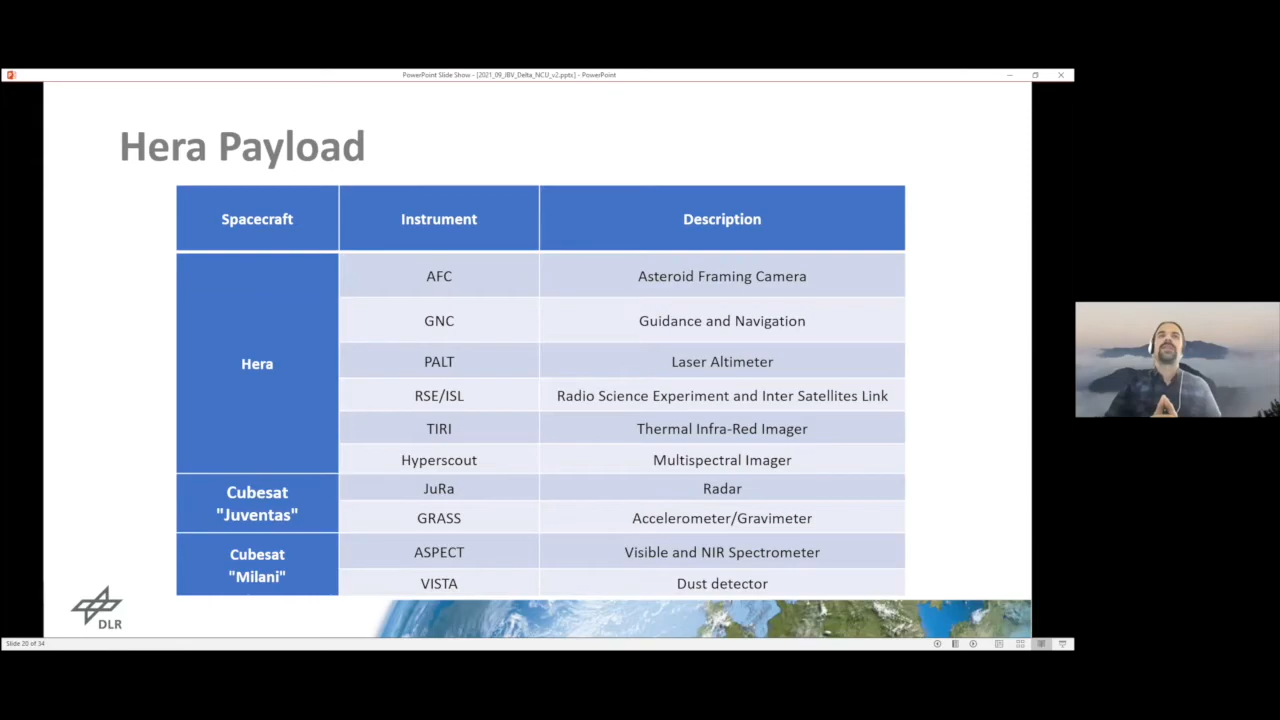 PowerPoint Slide Show - [2021_09_JBV_Delta_NCU_v2.pptx] - PowerPoint
Hera Payload
Spacecraft Instrument Description
Hera
AFC Asteroid Framing Camera
GNC Guidance and Navigation
PALT Laser Altimeter
RSE/ISL Radio Science Experiment and Inter Satellites Link
TIRI Thermal Infra-Red Imager
Hyperscout Multispectral Imager
Cubesat
"Juventas"
JuRa Radar
GRASS Accelerometer/Gravimeter
Cubesat
"Milani"
ASPECT Visible and NIR Spectrometer
VISTA Dust detector
DLR
Slide 20 of 34